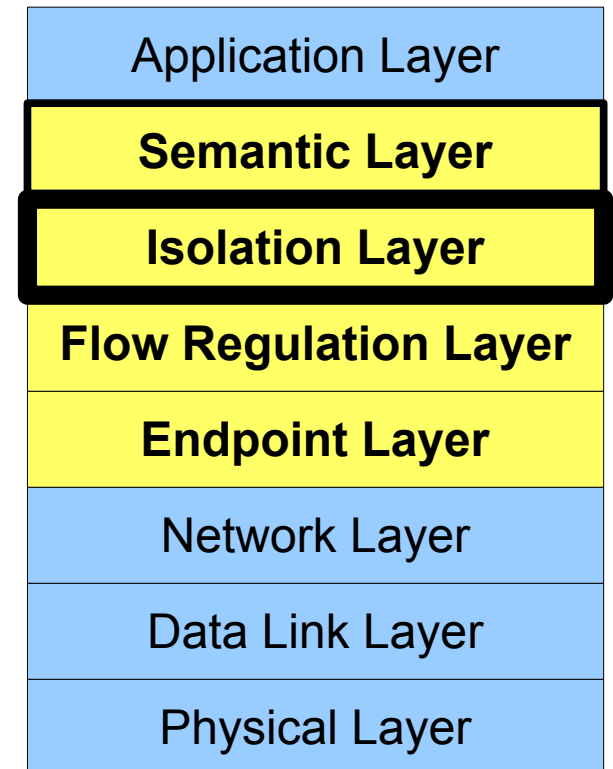 Application Layer
Semantic Layer
Isolation Layer
Flow Regulation Layer
Endpoint Layer
Network Layer
Data Link Layer
Physical Layer